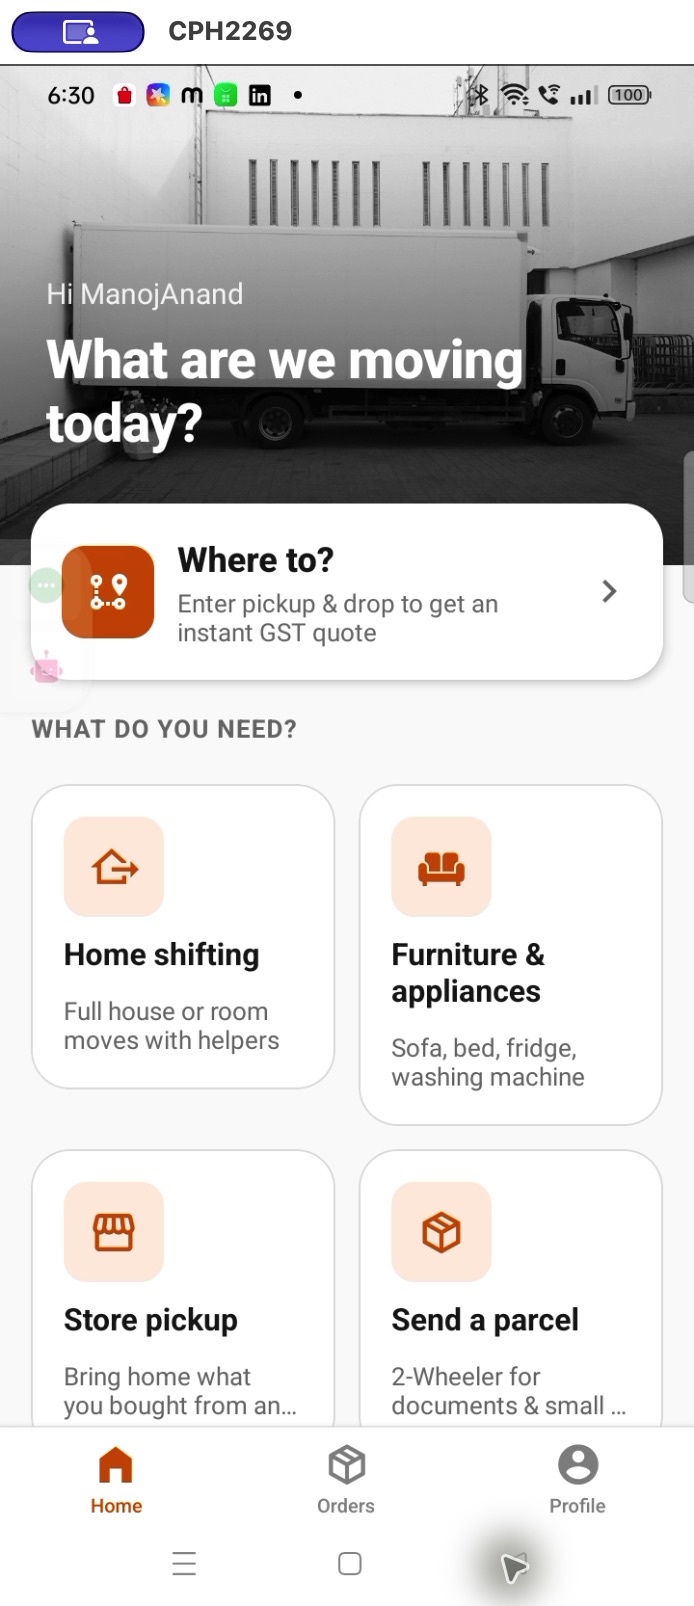 CPH2269
6:30
100
Hi ManojAnand
What are we moving
today?
Where to?
Enter pickup & drop to get an
instant GST quote
WHAT DO YOU NEED?
Home shifting
Full house or room
moves with helpers
Furniture &
appliances
Sofa, bed, fridge,
washing machine
Store pickup
Bring home what
you bought from an...
Send a parcel
2-Wheeler for
documents & small ...
Home
Orders
Profile